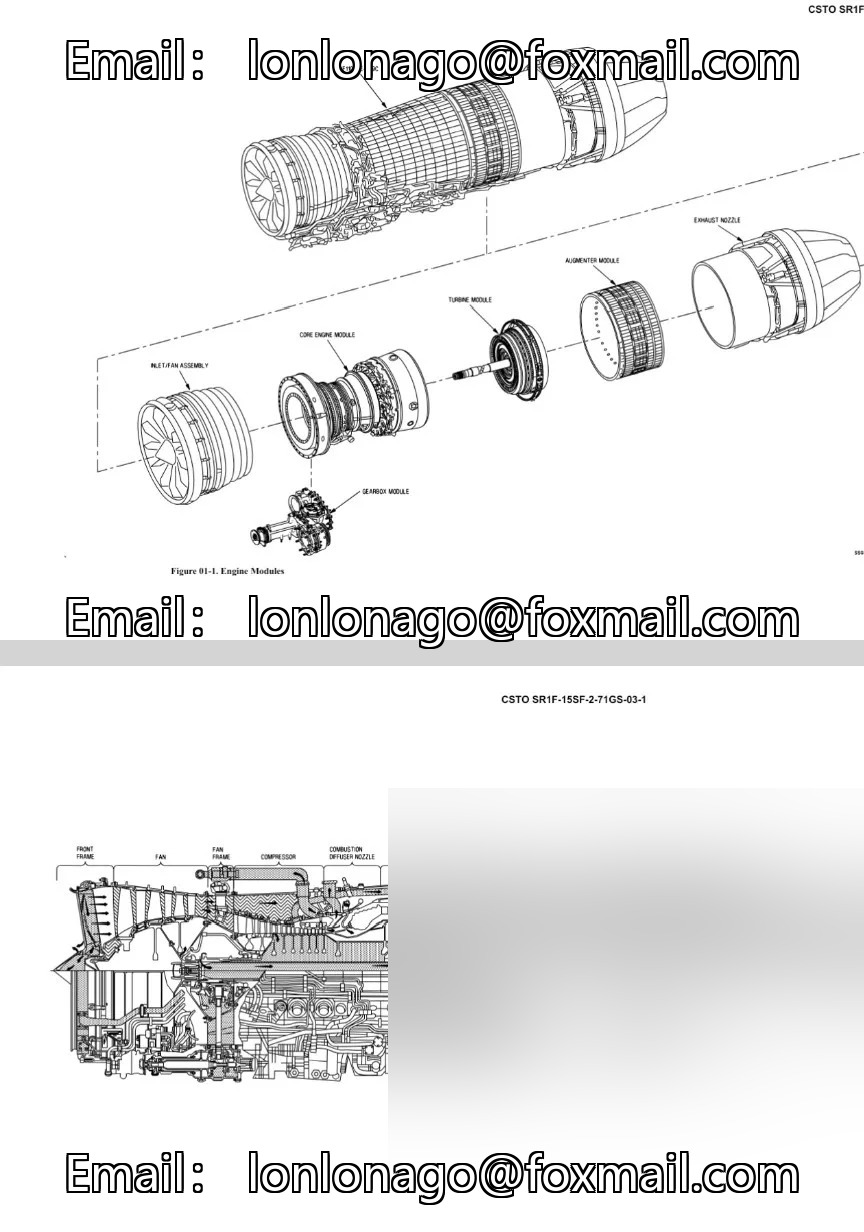 CSTO SR1F
Email: lonlonago@foxmail.com
EXHAUST NOZZLE
AUGMENTER MODULE
TURBINE MODULE
CORE ENGINE MODULE
INLET/FAN ASSEMBLY
GEARBOX MODULE
Figure 01-1. Engine Modules
Email: lonlonago@foxmail.com
CSTO SR1F-15SF-2-71GS-03-1
FRONT
FRAME
FAN
FAN
FRAME
COMPRESSOR
COMBUSTION
DIFFUSER NOZZLE
Email: lonlonago@foxmail.com